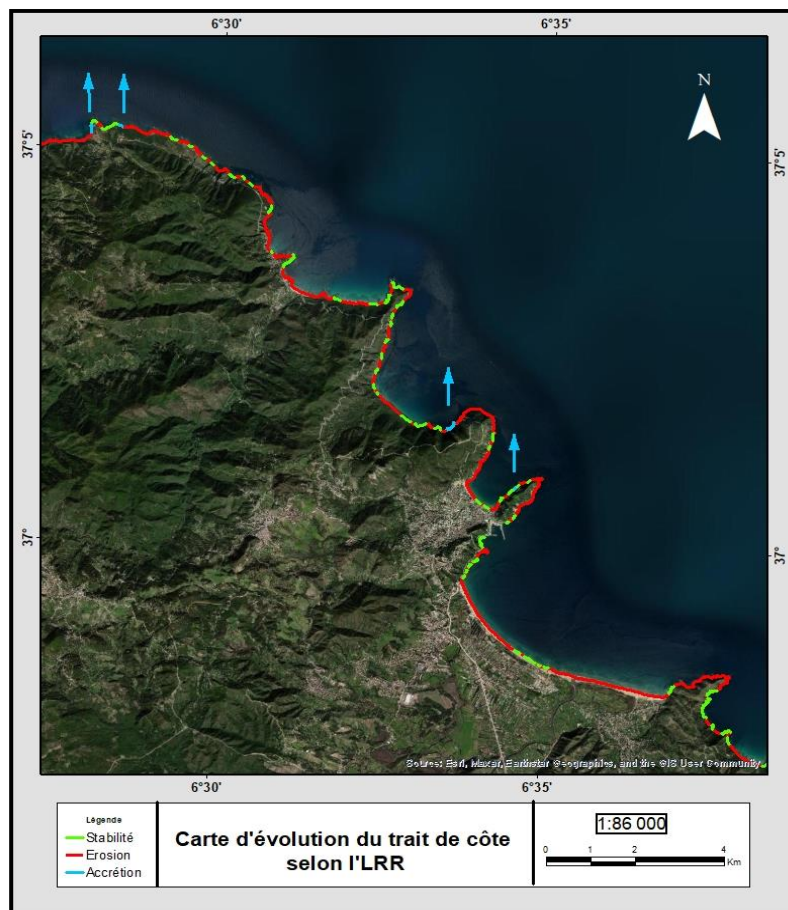 6°30'
6°35'
N
37°5'
37°5'
37°
37°
Source: Esri, Maxar, Earthstar Geographics, and the GIS User Community
6°30'
6°35'
Légende
Stabilité
Erosion
Accrétion
Carte d'évolution du trait de côte
selon l'LRR
1:86 000
0 1 2 4
Km